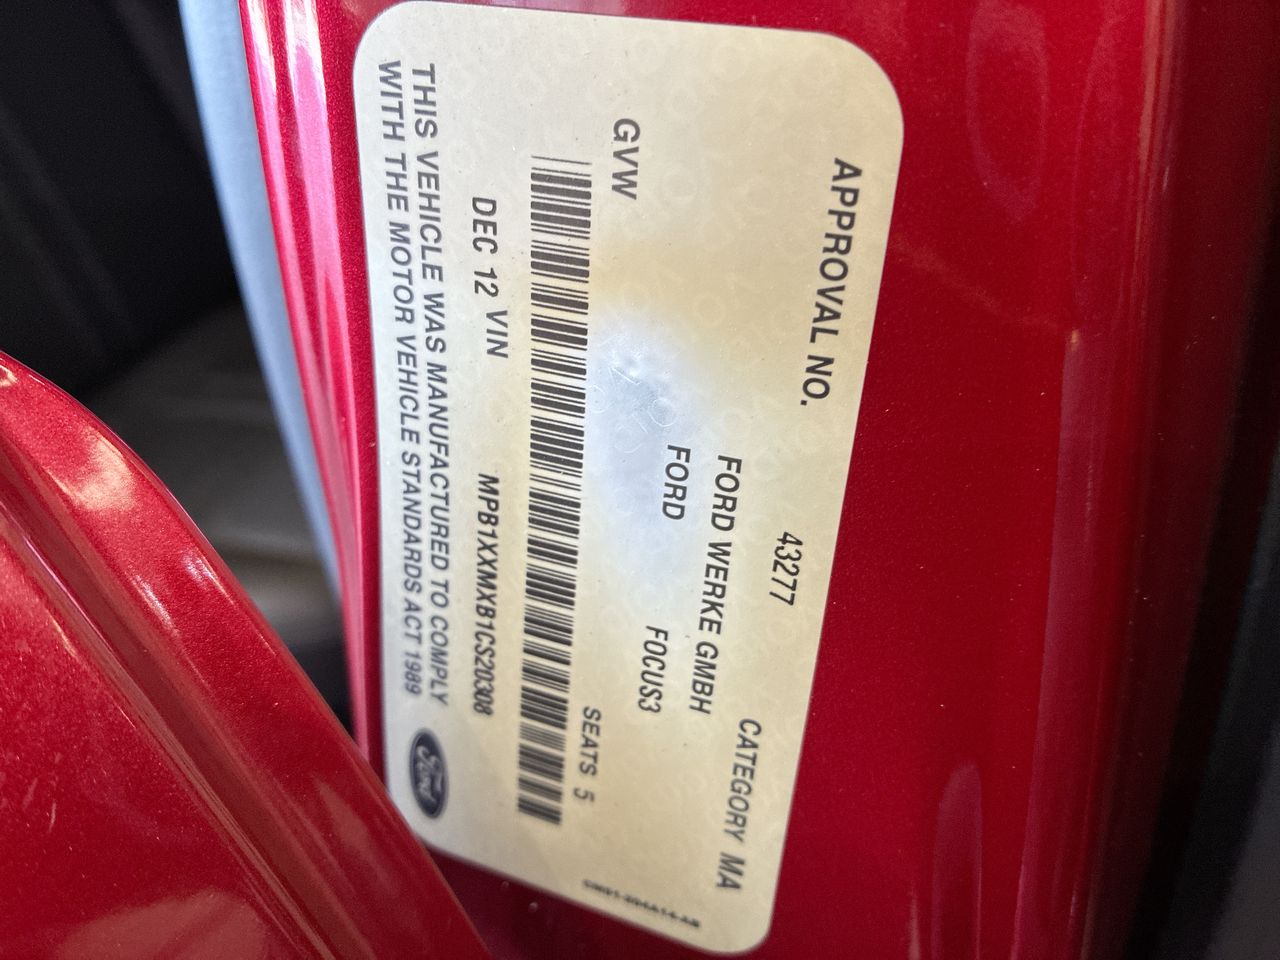 APPROVAL NO. 43277 CATEGORY MA
FORD WERKE GMBH
FORD FOCUS3
GVW SEATS 5
DEC 12 VIN MPB1XXMXB1CS20308
THIS VEHICLE WAS MANUFACTURED TO COMPLY
WITH THE MOTOR VEHICLE STANDARDS ACT 1989
Ford